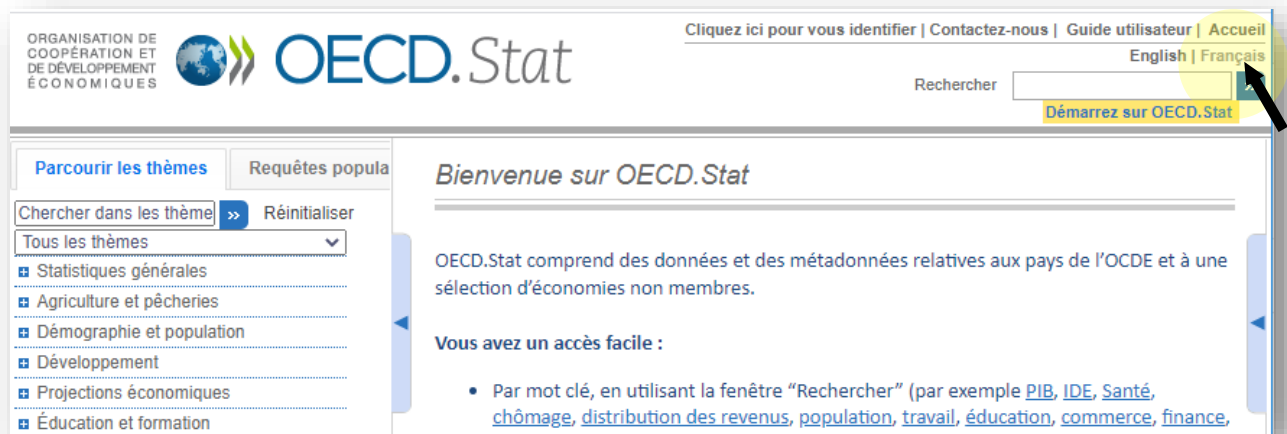 ORGANISATION DE
COOPÉRATION ET
DE DÉVELOPPEMENT
ÉCONOMIQUES
OECD.Stat
Cliquez ici pour vous identifier | Contactez-nous | Guide utilisateur | Accueil
English | Français
Rechercher »
Démarrez sur OECD.Stat
Parcourir les thèmes Requêtes popula
Chercher dans les thème » Réinitialiser
Tous les thèmes
Statistiques générales
Agriculture et pêcheries
Démographie et population
Développement
Projections économiques
Éducation et formation
Bienvenue sur OECD.Stat
OECD.Stat comprend des données et des métadonnées relatives aux pays de l’OCDE et à une
sélection d’économies non membres.
Vous avez un accès facile :
• Par mot clé, en utilisant la fenêtre “Rechercher” (par exemple PIB, IDE, Santé,
chômage, distribution des revenus, population, travail, éducation, commerce, finance,